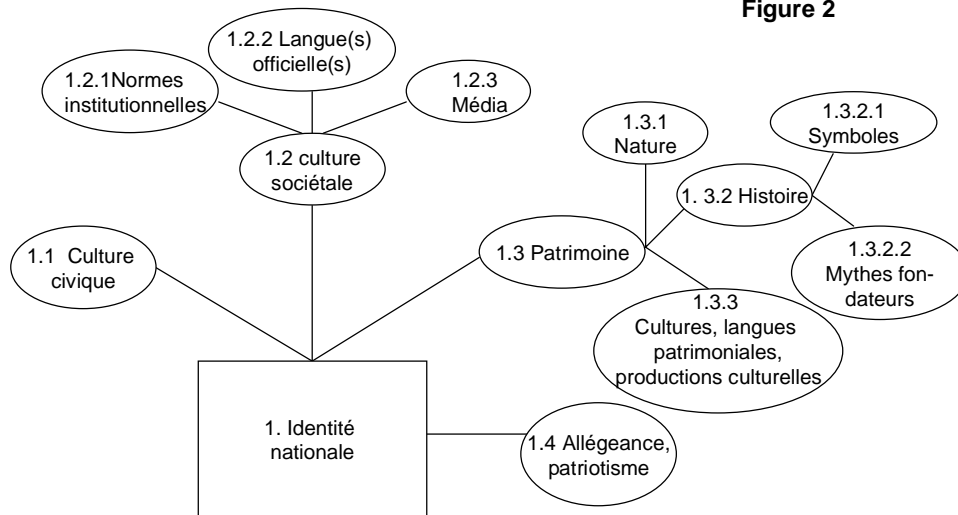 Figure 2
1.2.2 Langue(s)
officielle(s)
1.2.1Normes
institutionnelles
1.2.3
Média
1.2 culture
sociétale
1.3.1
Nature
1.3.2.1
Symboles
1. 3.2 Histoire
1.1 Culture
civique
1.3 Patrimoine
1.3.2.2
Mythes fon-
dateurs
1.3.3
Cultures, langues
patrimoniales,
productions culturelles
1. Identité
nationale
1.4 Allégeance,
patriotisme